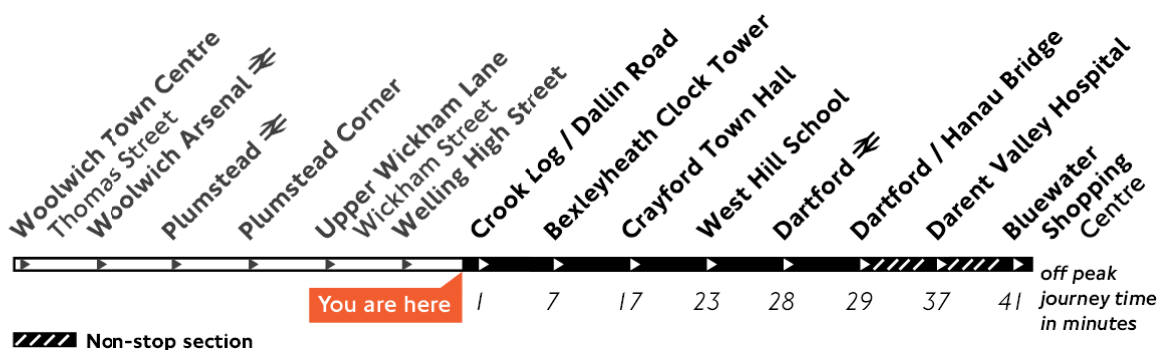 Woolwich Town Centre
Thomas Street
Woolwich Arsenal
Plumstead
Plumstead Corner
Upper Wickham Lane
Wickham Street
Welling High Street
Crook Log / Dallin Road
Bexleyheath Clock Tower
Crayford Town Hall
West Hill School
Dartford
Dartford / Hanau Bridge
Darent Valley Hospital
Bluewater
Shopping
Centre
You are here
1 7 17 23 28 29 37 41
off peak
journey time
in minutes
Non-stop section